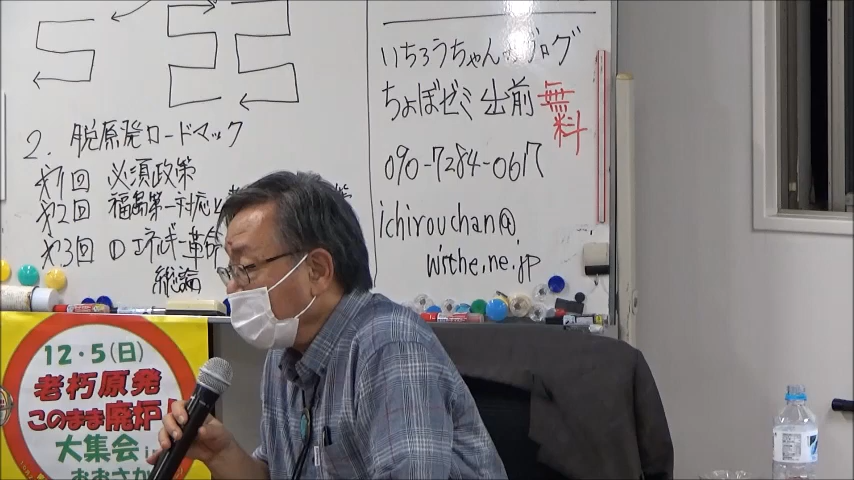 2. 脱原発ロードマップ
オ1回 必須政策
オ2回 福島第一対応と
オ3回 ① エネルギー革命
総論
いちろうちゃんのブログ
ちょぼゼミ 出前 無料
090-7284-0617
ichirouchan@
withe.ne.jp
12・5(日)
老朽原発
このまま廃炉!
大集会 in
おおさか